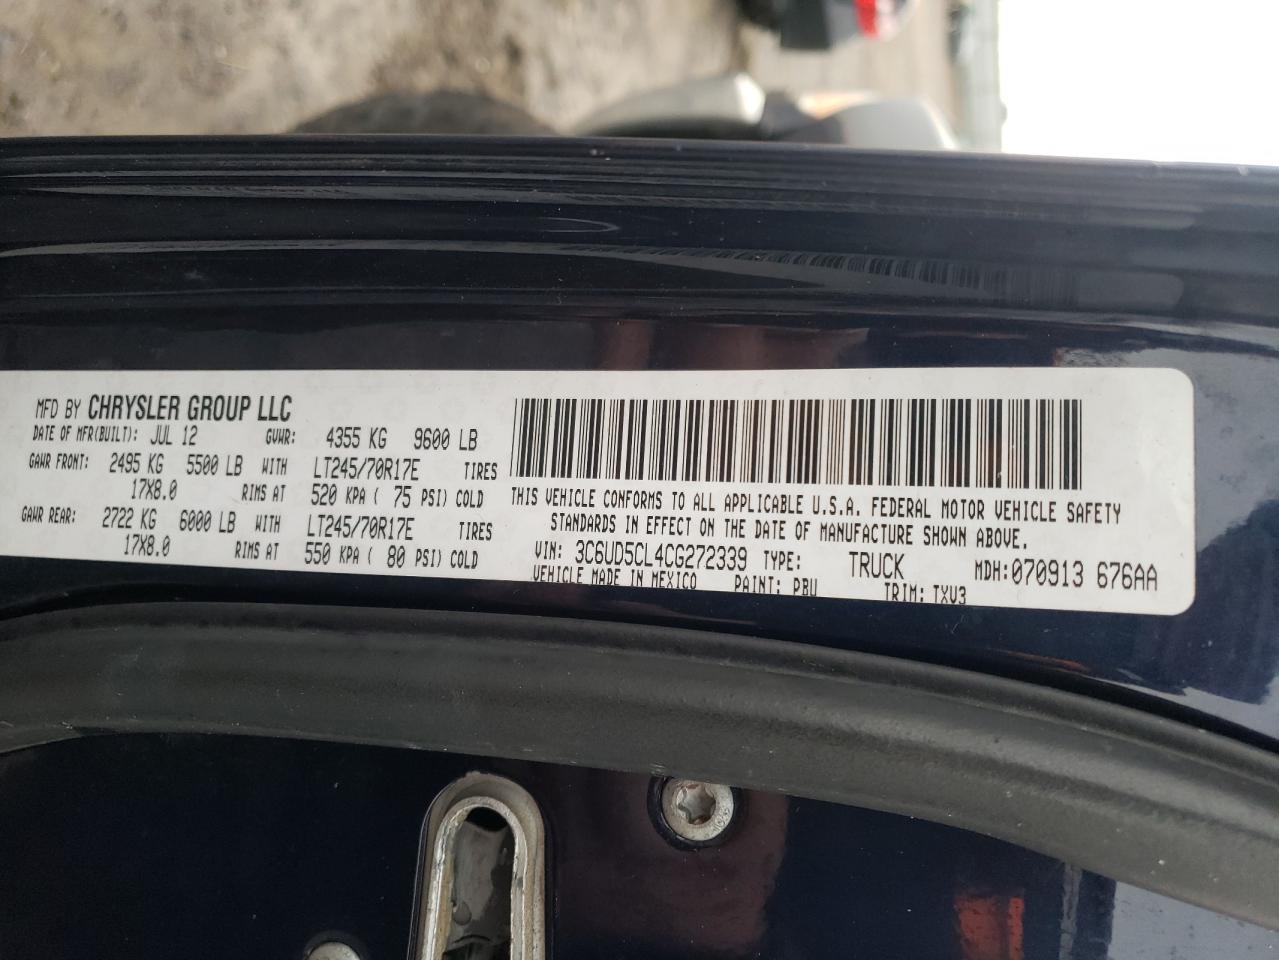 MFD BY CHRYSLER GROUP LLC
DATE OF MFR(BUILT): JUL 12 GVWR: 4355 KG 9600 LB
GAWR FRONT: 2495 KG 5500 LB WITH LT245/70R17E TIRES
17X8.0 RIMS AT 520 KPA ( 75 PSI) COLD
GAWR REAR: 2722 KG 6000 LB WITH LT245/70R17E TIRES
17X8.0 RIMS AT 550 KPA ( 80 PSI) COLD
THIS VEHICLE CONFORMS TO ALL APPLICABLE U.S.A. FEDERAL MOTOR VEHICLE SAFETY
STANDARDS IN EFFECT ON THE DATE OF MANUFACTURE SHOWN ABOVE.
VIN: 3C6UD5CL4CG272339 TYPE: TRUCK MDH:070913 676AA
VEHICLE MADE IN MEXICO PAINT: PBU TRIM: TXV3